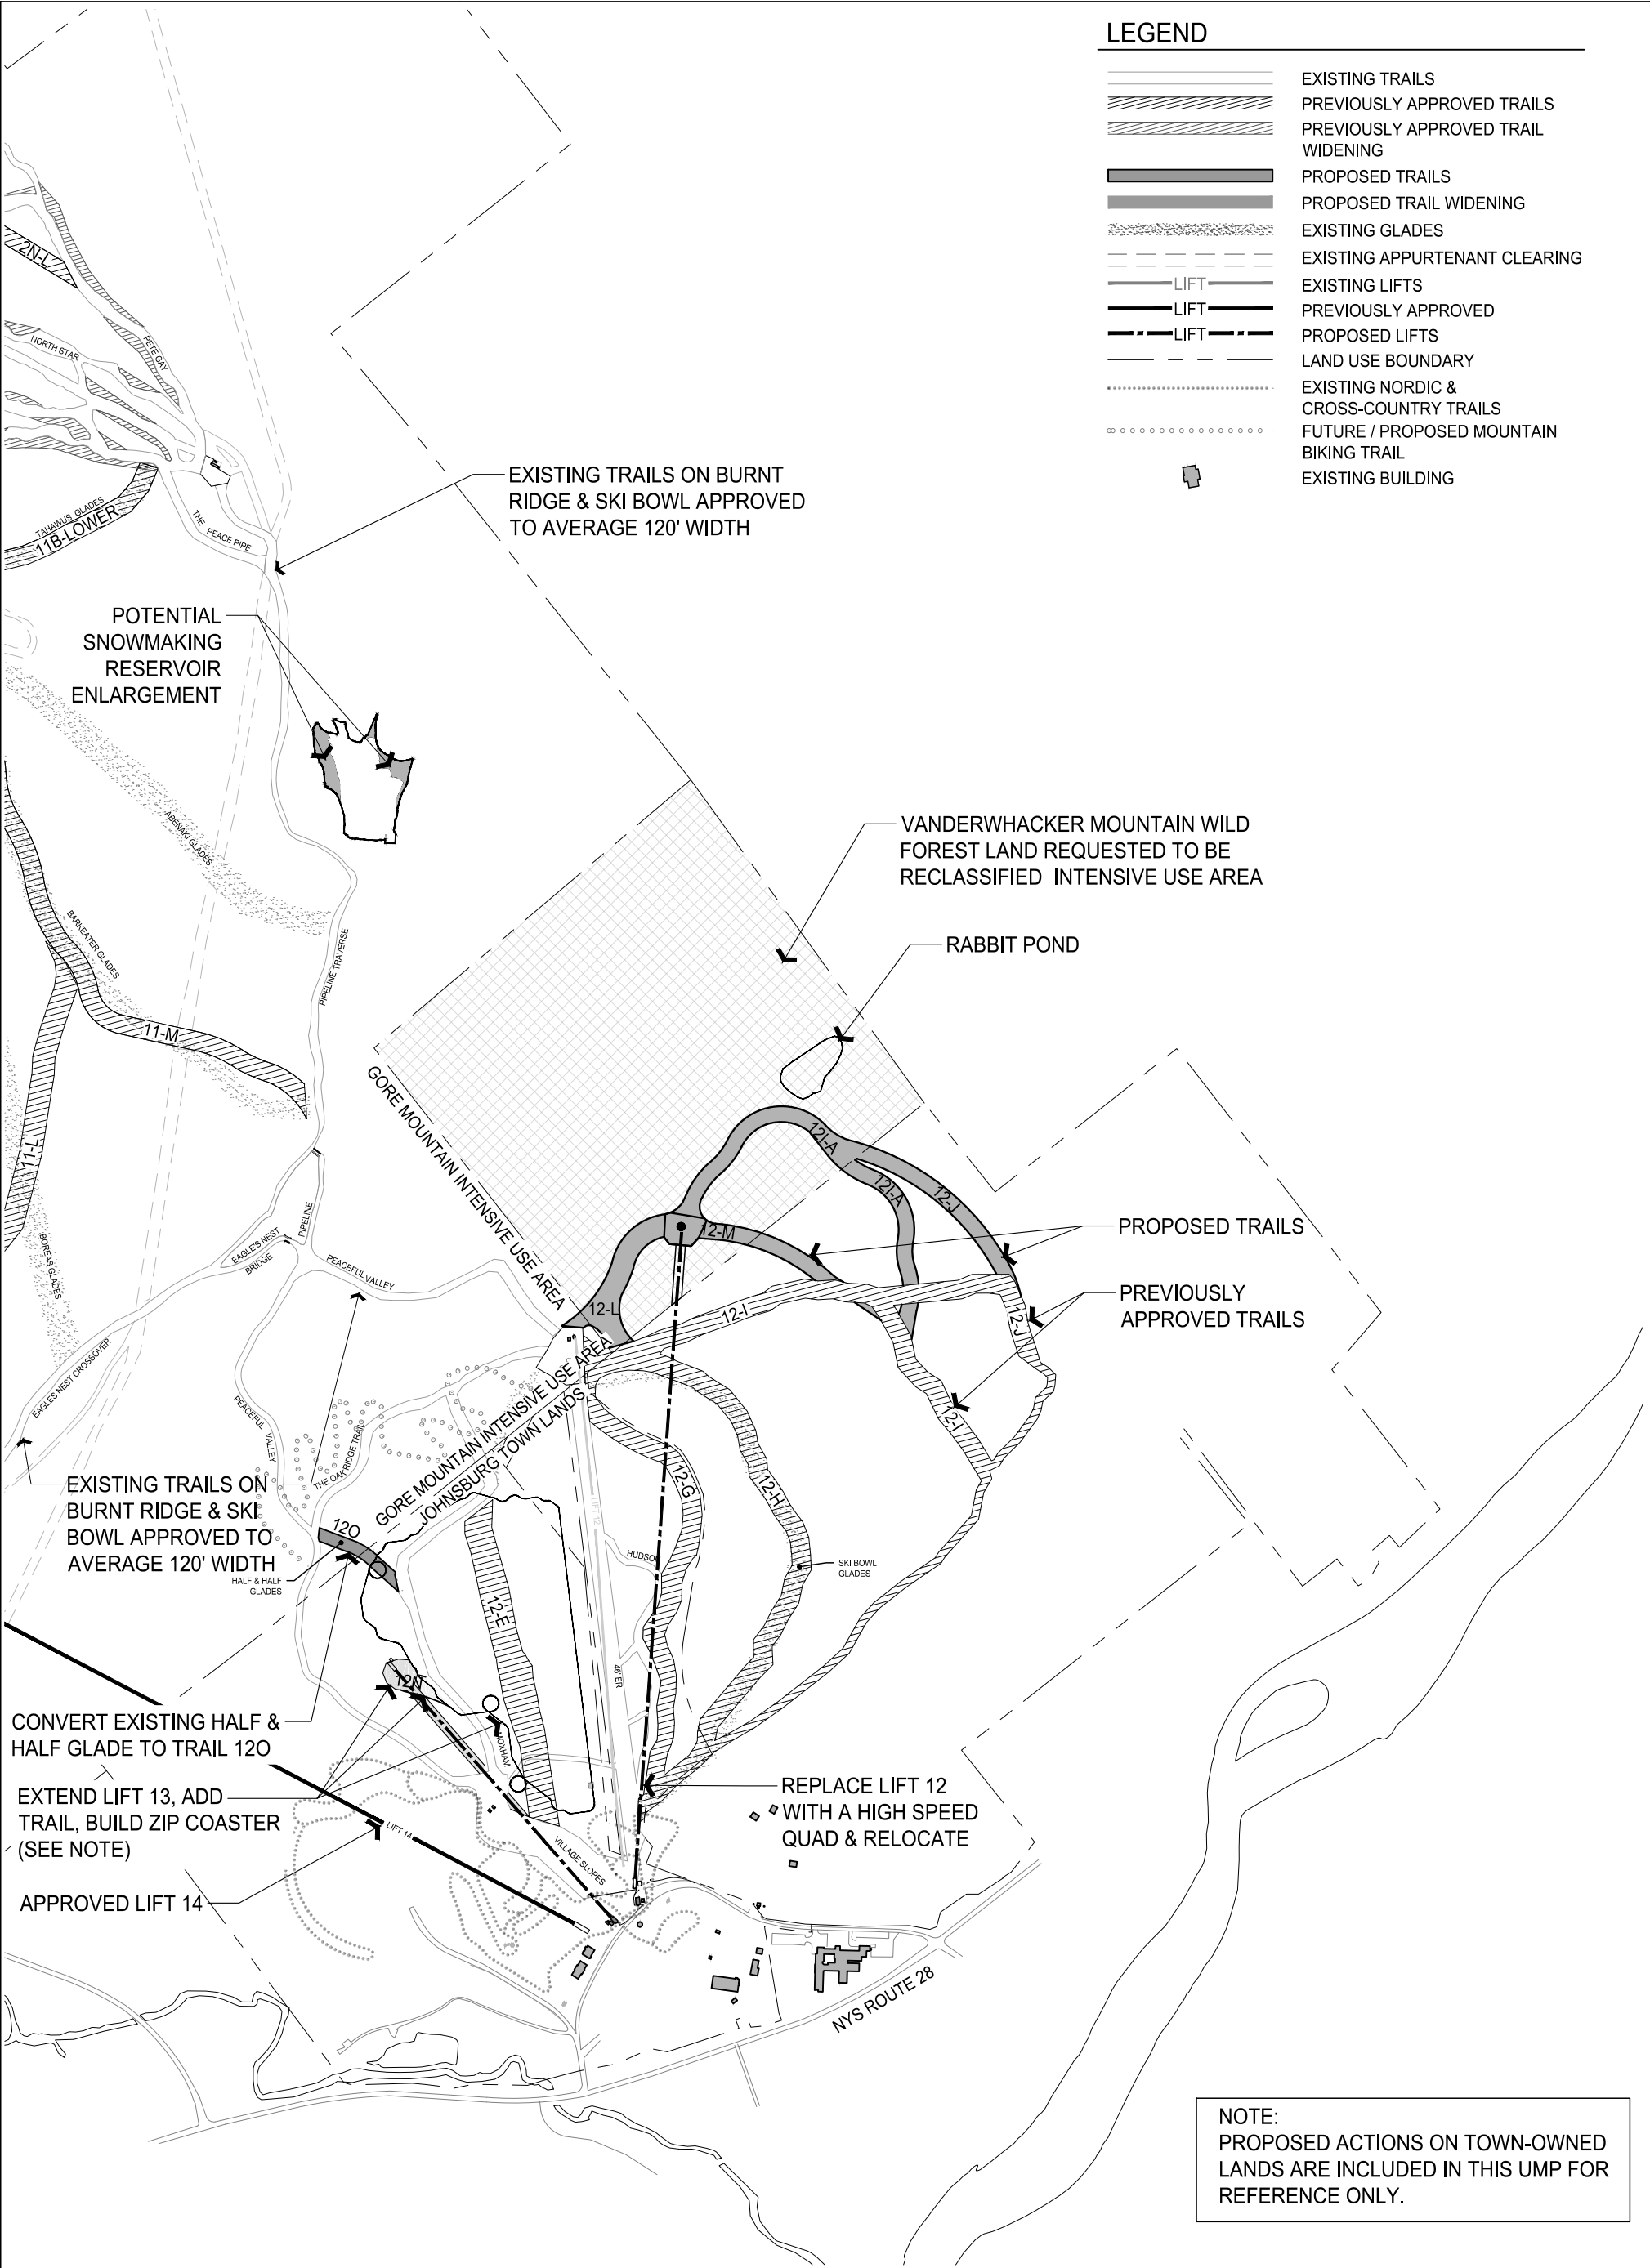 LEGEND
EXISTING TRAILS
PREVIOUSLY APPROVED TRAILS
PREVIOUSLY APPROVED TRAIL
WIDENING
PROPOSED TRAILS
PROPOSED TRAIL WIDENING
EXISTING GLADES
EXISTING APPURTENANT CLEARING
LIFT
EXISTING LIFTS
LIFT
PREVIOUSLY APPROVED
LIFT
PROPOSED LIFTS
LAND USE BOUNDARY
EXISTING NORDIC &
CROSS-COUNTRY TRAILS
FUTURE / PROPOSED MOUNTAIN
BIKING TRAIL
EXISTING BUILDING
2N-L
NORTH STAR
PETE GAY
TAHAWUS GLADES
11B-LOWER
THE PEACE PIPE
EXISTING TRAILS ON BURNT
RIDGE & SKI BOWL APPROVED
TO AVERAGE 120' WIDTH
POTENTIAL
SNOWMAKING
RESERVOIR
ENLARGEMENT
ABENAKI GLADES
BARKEATER GLADES
PIPELINE TRAVERSE
11-M
11-L
BOREAS GLADES
VANDERWHACKER MOUNTAIN WILD
FOREST LAND REQUESTED TO BE
RECLASSIFIED INTENSIVE USE AREA
RABBIT POND
GORE MOUNTAIN INTENSIVE USE AREA
12I-A
12I-A
12-J
12-M
12-L
12-I
12-J
12-I
PROPOSED TRAILS
PREVIOUSLY
APPROVED TRAILS
PIPELINE
EAGLE'S NEST
BRIDGE
PEACEFUL VALLEY
EAGLES NEST CROSSOVER
PEACEFUL VALLEY
THE OAK RIDGE TRAIL
GORE MOUNTAIN INTENSIVE USE AREA
JOHNSBURG TOWN LANDS
EXISTING TRAILS ON
BURNT RIDGE & SKI
BOWL APPROVED TO
AVERAGE 120' WIDTH
12O
HALF & HALF
GLADES
12-E
LIFT 12
HUDSON
12-G
12-H
SKI BOWL
GLADES
46' ER
12N
MOXHAM
CONVERT EXISTING HALF &
HALF GLADE TO TRAIL 12O
EXTEND LIFT 13, ADD
TRAIL, BUILD ZIP COASTER
(SEE NOTE)
LIFT 14
APPROVED LIFT 14
VILLAGE SLOPES
REPLACE LIFT 12
WITH A HIGH SPEED
QUAD & RELOCATE
NYS ROUTE 28
NOTE:
PROPOSED ACTIONS ON TOWN-OWNED
LANDS ARE INCLUDED IN THIS UMP FOR
REFERENCE ONLY.